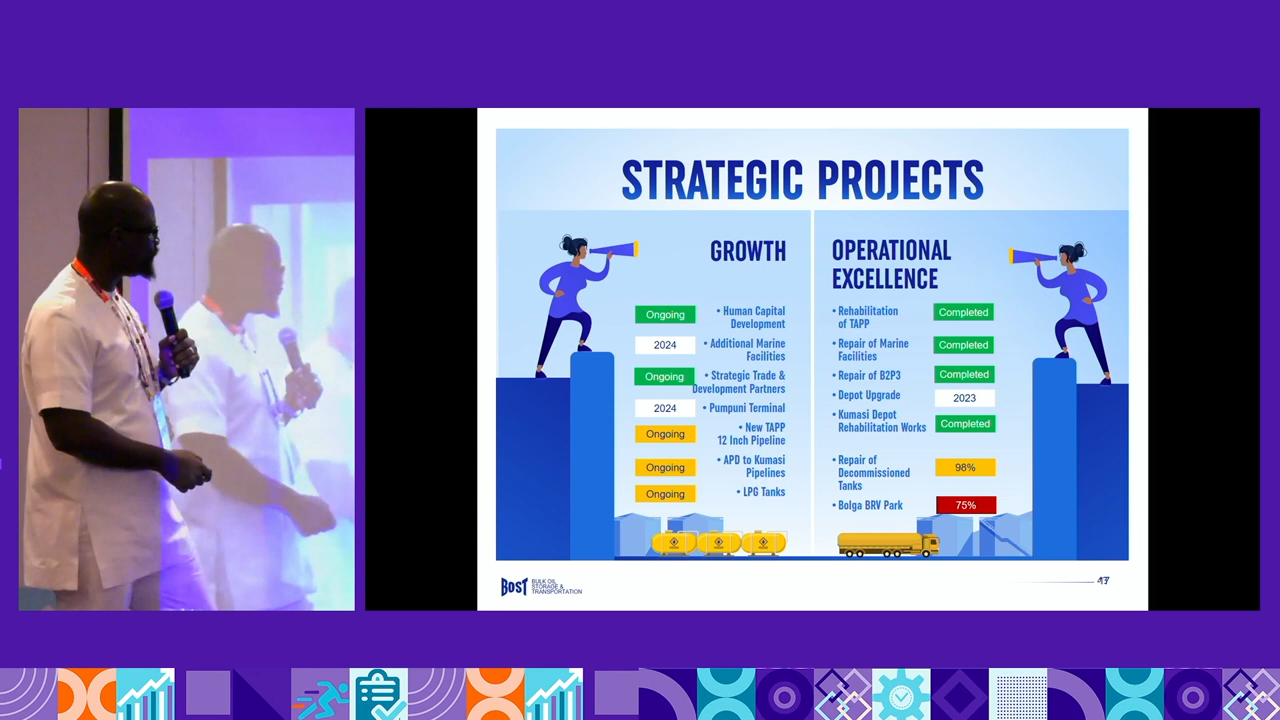 STRATEGIC PROJECTS
GROWTH
Ongoing • Human Capital
Development
2024 • Additional Marine
Facilities
Ongoing • Strategic Trade &
Development Partners
2024 • Pumpuni Terminal
Ongoing • New TAPP
12 Inch Pipeline
Ongoing • APD to Kumasi
Pipelines
Ongoing • LPG Tanks
OPERATIONAL
EXCELLENCE
• Rehabilitation Completed
of TAPP
• Repair of Marine Completed
Facilities
• Repair of B2P3 Completed
• Depot Upgrade 2023
• Kumasi Depot Completed
Rehabilitation Works
• Repair of 98%
Decommissioned
Tanks
• Bolga BRV Park 75%
BOST
BULK OIL
STORAGE &
TRANSPORTATION